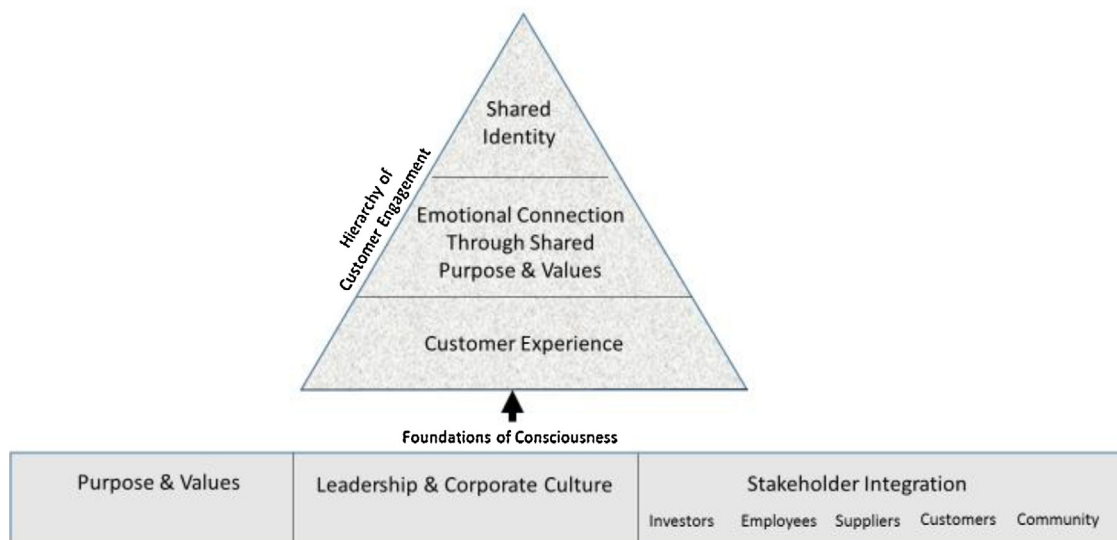 Shared
Identity
Hierarchy of
Customer Engagement
Emotional Connection
Through Shared
Purpose & Values
Customer Experience
Foundations of Consciousness
Purpose & Values
Leadership & Corporate Culture
Stakeholder Integration
Investors Employees Suppliers Customers Community